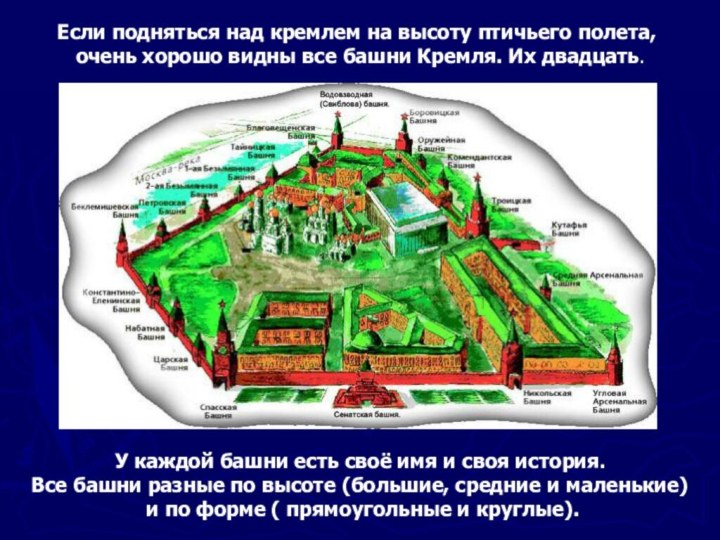 Если подняться над кремлем на высоту птичьего полета,
очень хорошо видны все башни Кремля. Их двадцать.
Водовзводная
(Свиблова) башня.
Боровицкая
Башня
Благовещенская
Башня
Оружейная
Башня
Тайницкая
Башня
Комендантская
Башня
Москва-река
1-ая Безымянная
Башня
2-ая Безымянная
Башня
Троицкая
Башня
Петровская
Башня
Беклемишевская
Башня
Кутафья
Башня
Средняя Арсенальная
Башня
Константино-
Еленинская
Башня
Набатная
Башня
Царская
Башня
Спасская
Башня
Сенатская башня.
Никольская
Башня
Угловая
Арсенальная
Башня
У каждой башни есть своё имя и своя история.
Все башни разные по высоте (большие, средние и маленькие)
и по форме ( прямоугольные и круглые).